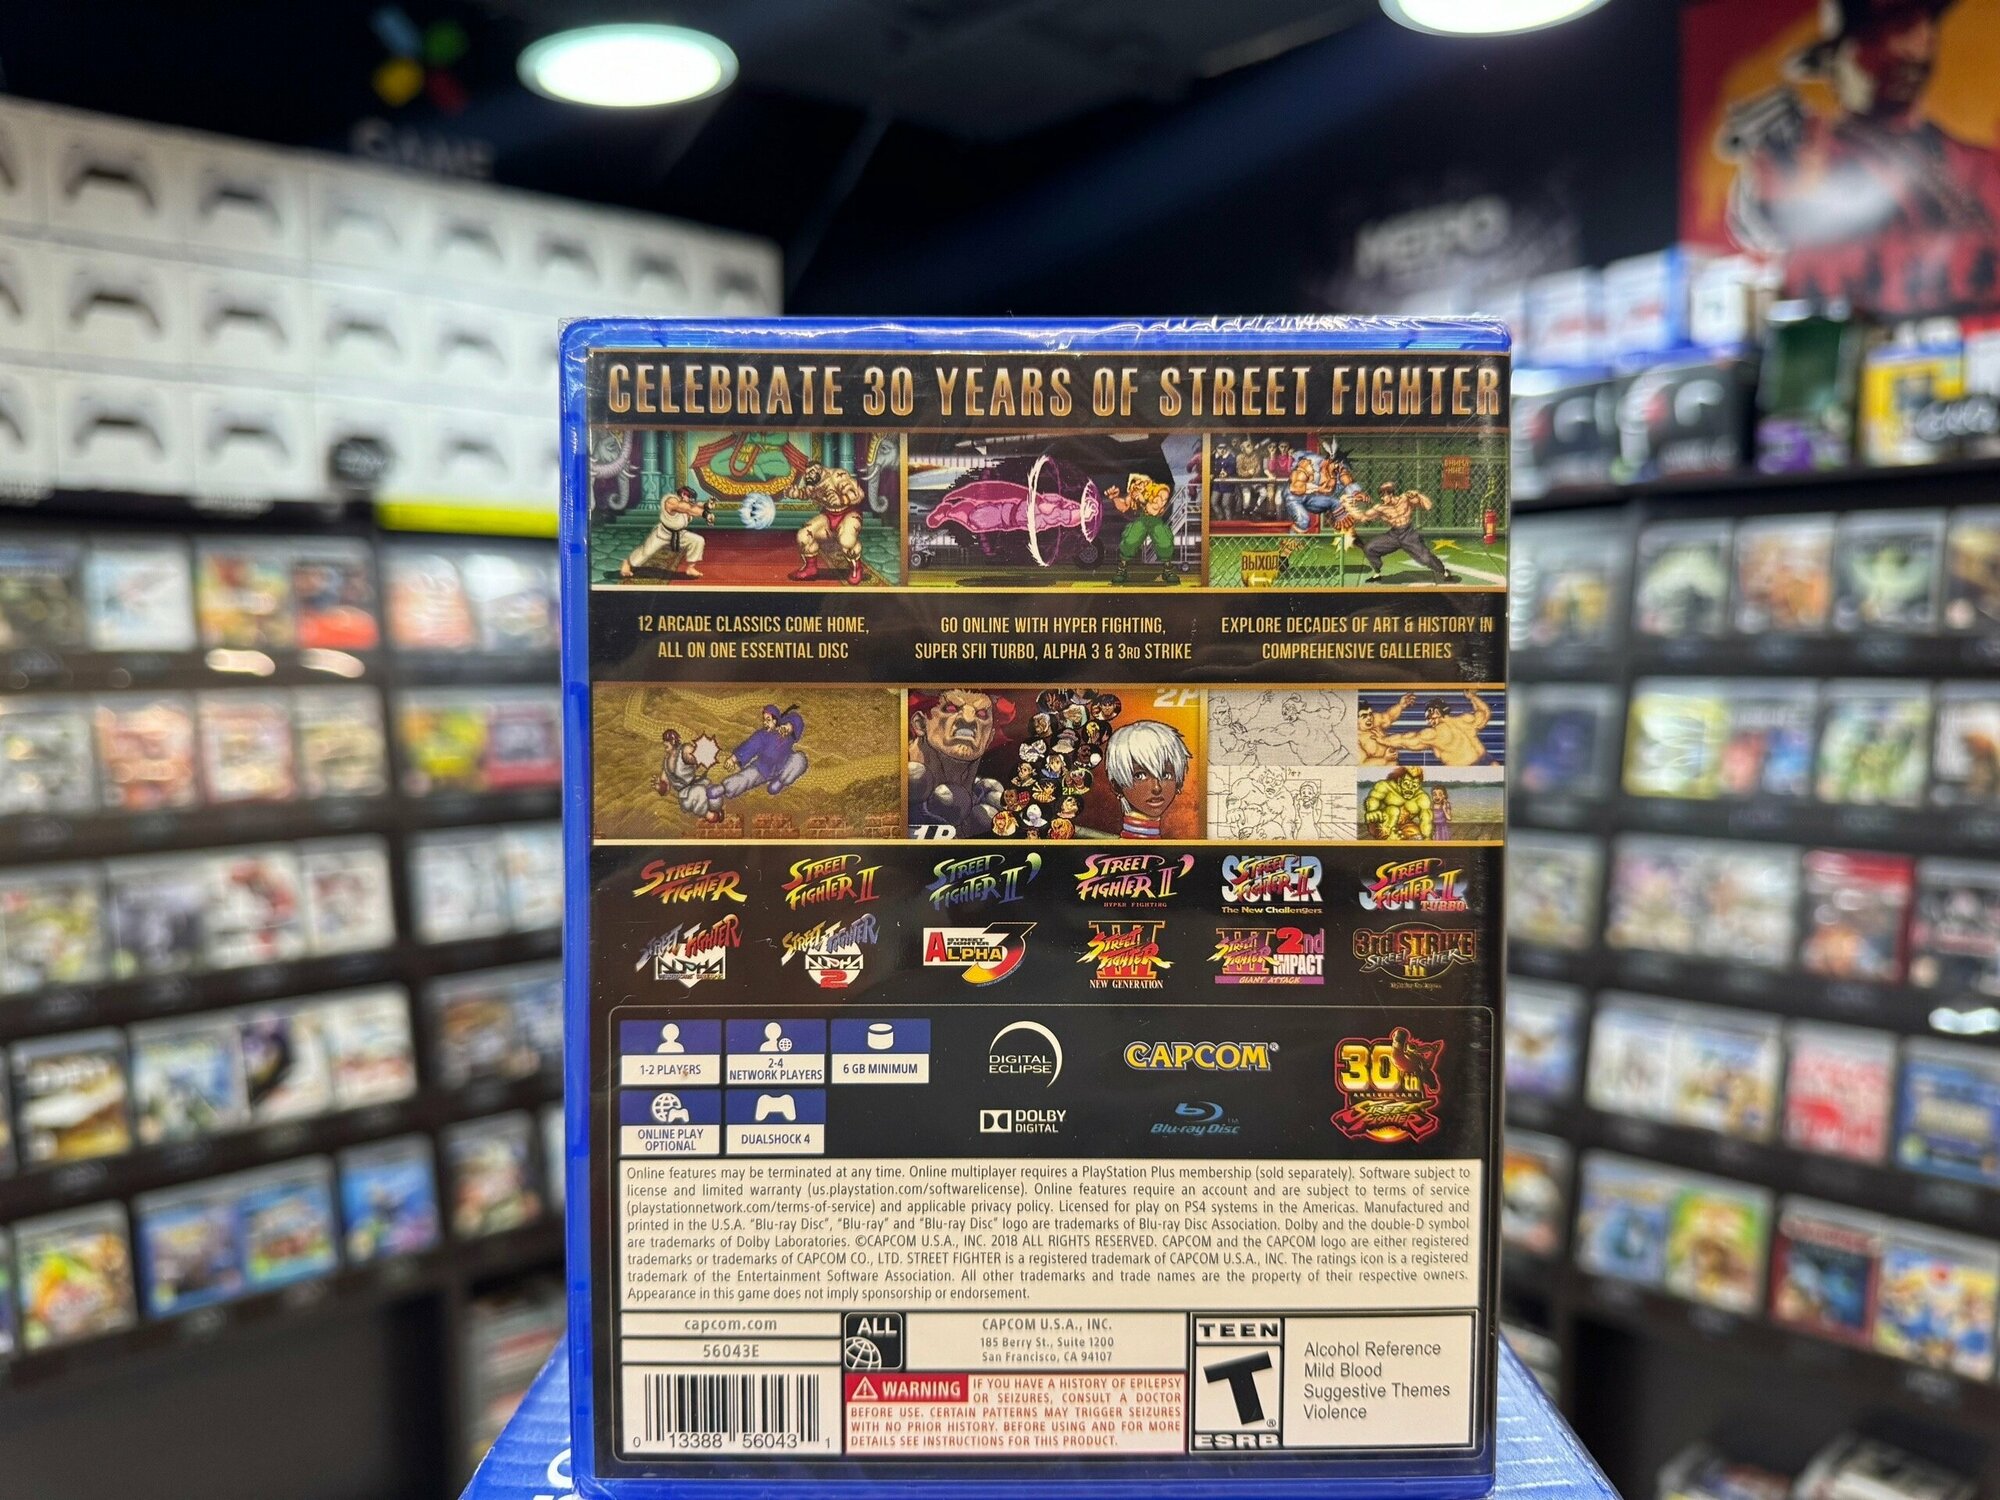 GAME
CELEBRATE 30 YEARS OF STREET FIGHTER
ВЫХОД
12 ARCADE CLASSICS COME HOME,
ALL ON ONE ESSENTIAL DISC
GO ONLINE WITH HYPER FIGHTING,
SUPER SFII TURBO, ALPHA 3 & 3RD STRIKE
EXPLORE DECADES OF ART & HISTORY IN
COMPREHENSIVE GALLERIES
2P
2P
1P
STREET FIGHTER
STREET FIGHTER II
STREET FIGHTER II'
STREET FIGHTER II' HYPER FIGHTING
SUPER STREET FIGHTER II The New Challengers
STREET FIGHTER II TURBO
STREET FIGHTER ALPHA
STREET FIGHTER ALPHA 2
STREET FIGHTER ALPHA 3
STREET FIGHTER III NEW GENERATION
STREET FIGHTER III 2nd IMPACT GIANT ATTACK
3rd STRIKE STREET FIGHTER III
1-2 PLAYERS
2-4
NETWORK PLAYERS
6 GB MINIMUM
ONLINE PLAY
OPTIONAL
DUALSHOCK 4
DIGITAL
ECLIPSE
CAPCOM®
DOLBY
DIGITAL
Blu-ray Disc™
30th
ANNIVERSARY
STREET
FIGHTER
Online features may be terminated at any time. Online multiplayer requires a PlayStation Plus membership (sold separately). Software subject to
license and limited warranty (us.playstation.com/softwarelicense). Online features require an account and are subject to terms of service
(playstationnetwork.com/terms-of-service) and applicable privacy policy. Licensed for play on PS4 systems in the Americas. Manufactured and
printed in the U.S.A. "Blu-ray Disc", "Blu-ray" and "Blu-ray Disc" logo are trademarks of Blu-ray Disc Association. Dolby and the double-D symbol
are trademarks of Dolby Laboratories. ©CAPCOM U.S.A., INC. 2018 ALL RIGHTS RESERVED. CAPCOM and the CAPCOM logo are either registered
trademarks or trademarks of CAPCOM CO., LTD. STREET FIGHTER is a registered trademark of CAPCOM U.S.A., INC. The ratings icon is a registered
trademark of the Entertainment Software Association. All other trademarks and trade names are the property of their respective owners.
Appearance in this game does not imply sponsorship or endorsement.
capcom.com
56043E
0 13388 56043 1
ALL
CAPCOM U.S.A., INC.
185 Berry St., Suite 1200
San Francisco, CA 94107
WARNING IF YOU HAVE A HISTORY OF EPILEPSY
OR SEIZURES, CONSULT A DOCTOR
BEFORE USE. CERTAIN PATTERNS MAY TRIGGER SEIZURES
WITH NO PRIOR HISTORY. BEFORE USING AND FOR MORE
DETAILS SEE INSTRUCTIONS FOR THIS PRODUCT.
TEEN
T®
ESRB
Alcohol Reference
Mild Blood
Suggestive Themes
Violence